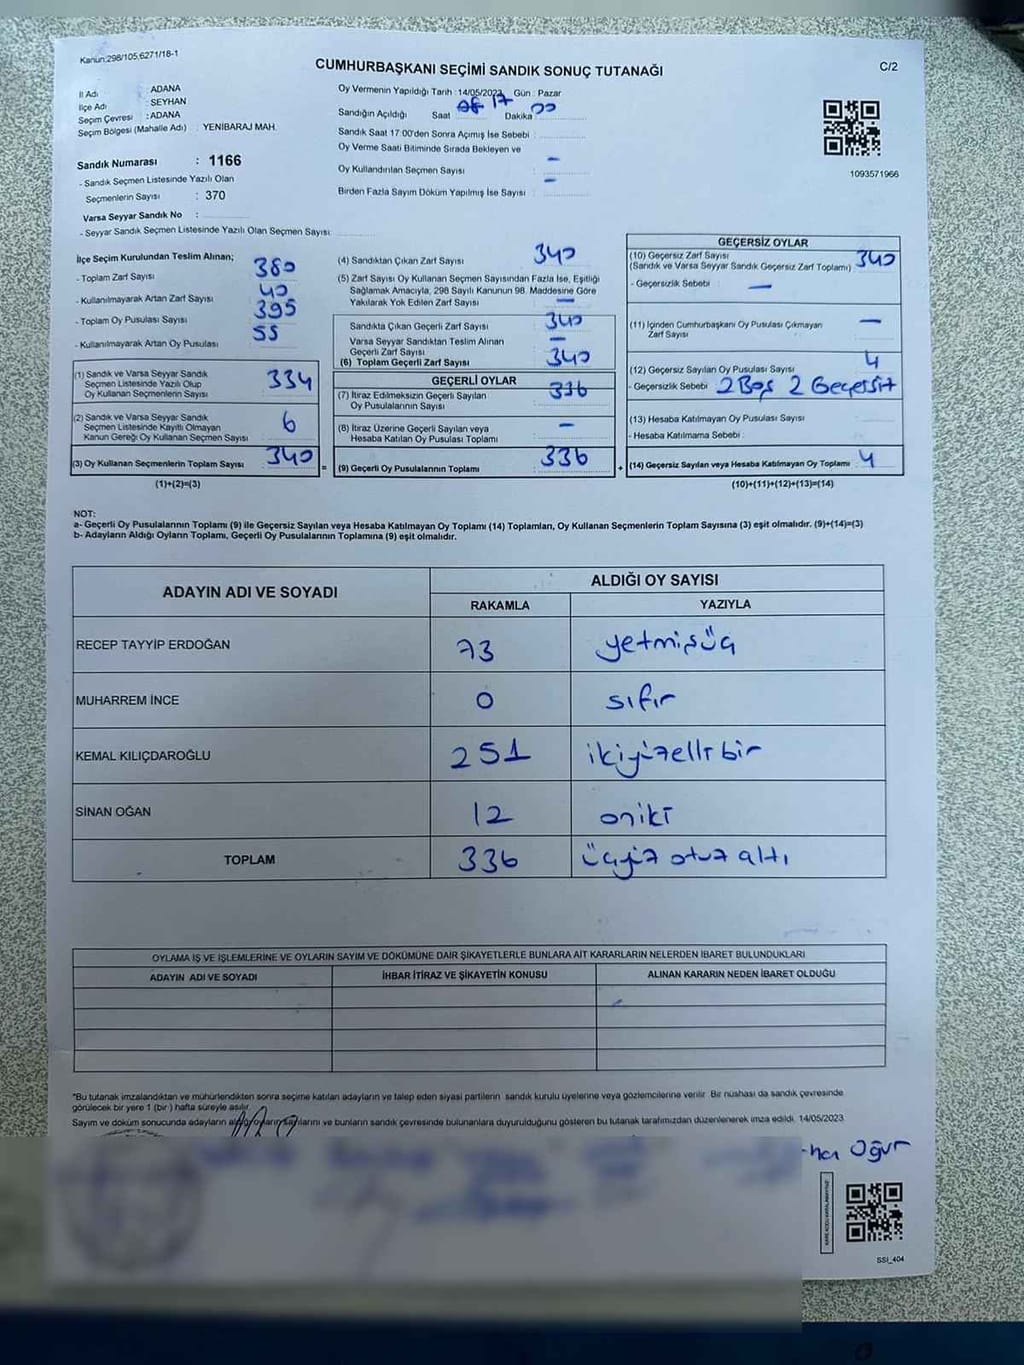 Kanun:298/105,6271/18-1
CUMHURBAŞKANI SEÇİMİ SANDIK SONUÇ TUTANAĞI
C/2
İl Adı : ADANA
İlçe Adı : SEYHAN
Seçim Çevresi : ADANA
Seçim Bölgesi (Mahalle Adı) : YENİBARAJ MAH.
Sandık Numarası : 1166
- Sandık Seçmen Listesinde Yazılı Olan
Seçmenlerin Sayısı : 370
Varsa Seyyar Sandık No :
- Seyyar Sandık Seçmen Listesinde Yazılı Olan Seçmen Sayısı:
Oy Vermenin Yapıldığı Tarih : 14/05/2023 Gün : Pazar
Sandığın Açıldığı Saat 17 Dakika 00
Sandık Saat 17:00'den Sonra Açımış İse Sebebi :
Oy Verme Saati Bitiminde Sırada Bekleyen ve
Oy Kullandırılan Seçmen Sayısı : -
Birden Fazla Sayım Döküm Yapılmış İse Sayısı : -
1093571966
İlçe Seçim Kurulundan Teslim Alınan;
- Toplam Zarf Sayısı 380
- Kullanılmayarak Artan Zarf Sayısı 40
- Toplam Oy Pusulası Sayısı 395
- Kullanılmayarak Artan Oy Pusulası 55
(1) Sandık ve Varsa Seyyar Sandık
Seçmen Listesinde Yazılı Olup
Oy Kullanan Seçmenlerin Sayısı 334
(2) Sandık ve Varsa Seyyar Sandık
Seçmen Listesinde Kayıtlı Olmayan
Kanun Gereği Oy Kullanan Seçmen Sayısı 6
(3) Oy Kullanan Seçmenlerin Toplam Sayısı 340 =
(1)+(2)=(3)
(4) Sandıktan Çıkan Zarf Sayısı 340
(5) Zarf Sayısı Oy Kullanan Seçmen Sayısından Fazla İse, Eşitliği
Sağlamak Amacıyla, 298 Sayılı Kanunun 98. Maddesine Göre
Yakılarak Yok Edilen Zarf Sayısı -
Sandıkta Çıkan Geçerli Zarf Sayısı 340
Varsa Seyyar Sandıktan Teslim Alınan
Geçerli Zarf Sayısı -
(6) Toplam Geçerli Zarf Sayısı 340
GEÇERLİ OYLAR
(7) İtiraz Edilmeksizin Geçerli Sayılan
Oy Pusulalarının Sayısı 336
(8) İtiraz Üzerine Geçerli Sayılan veya
Hesaba Katılan Oy Pusulası Toplamı -
(9) Geçerli Oy Pusulalarının Toplamı : 336 +
GEÇERSİZ OYLAR
(10) Geçersiz Zarf Sayısı
(Sandık ve Varsa Seyyar Sandık Geçersiz Zarf Toplamı) 340
- Geçersizlik Sebebi : -
(11) İçinden Cumhurbaşkanı Oy Pusulası Çıkmayan
Zarf Sayısı -
(12) Geçersiz Sayılan Oy Pusulası Sayısı 4
- Geçersizlik Sebebi 2 Boş 2 Geçersit
(13) Hesaba Katılmayan Oy Pusulası Sayısı
- Hesaba Katılmama Sebebi :
(14) Geçersiz Sayılan veya Hesaba Katılmayan Oy Toplamı : 4
(10)+(11)+(12)+(13)=(14)
NOT:
a- Geçerli Oy Pusulalarının Toplamı (9) ile Geçersiz Sayılan veya Hesaba Katılmayan Oy Toplamı (14) Toplamları, Oy Kullanan Seçmenlerin Toplam Sayısına (3) eşit olmalıdır. (9)+(14)=(3)
b- Adayların Aldığı Oyların Toplamı, Geçerli Oy Pusulalarının Toplamına (9) eşit olmalıdır.
ADAYIN ADI VE SOYADI ALDIĞI OY SAYISI
RAKAMLA YAZIYLA
RECEP TAYYİP ERDOĞAN 73 yetmişüç
MUHARREM İNCE 0 sıfır
KEMAL KILIÇDAROĞLU 251 ikiyüzelli bir
SİNAN OĞAN 12 oniki
TOPLAM 336 üçyüz otuz altı
OYLAMA İŞ VE İŞLEMLERİNE VE OYLARIN SAYIM VE DÖKÜMÜNE DAİR ŞİKAYETLERLE BUNLARA AİT KARARLARIN NELERDEN İBARET BULUNDUKLARI
ADAYIN ADI VE SOYADI İHBAR İTİRAZ VE ŞİKAYETİN KONUSU ALINAN KARARIN NEDEN İBARET OLDUĞU
*Bu tutanak imzalandıktan ve mühürlendikten sonra seçime katılan adayların ve talep eden siyasi partilerin sandık kurulu üyelerine veya gözlemcilerine verilir. Bir nüshası da sandık çevresinde
görülecek bir yere 1 (bir) hafta süreyle asılır.
Sayım ve döküm sonucunda adayların aldığı oyların sayılarını ve bunların sandık çevresinde bulunanlara duyurulduğunu gösteren bu tutanak tarafımızdan düzenlenerek imza edildi. 14/05/2023
Oğur
SSİ_404